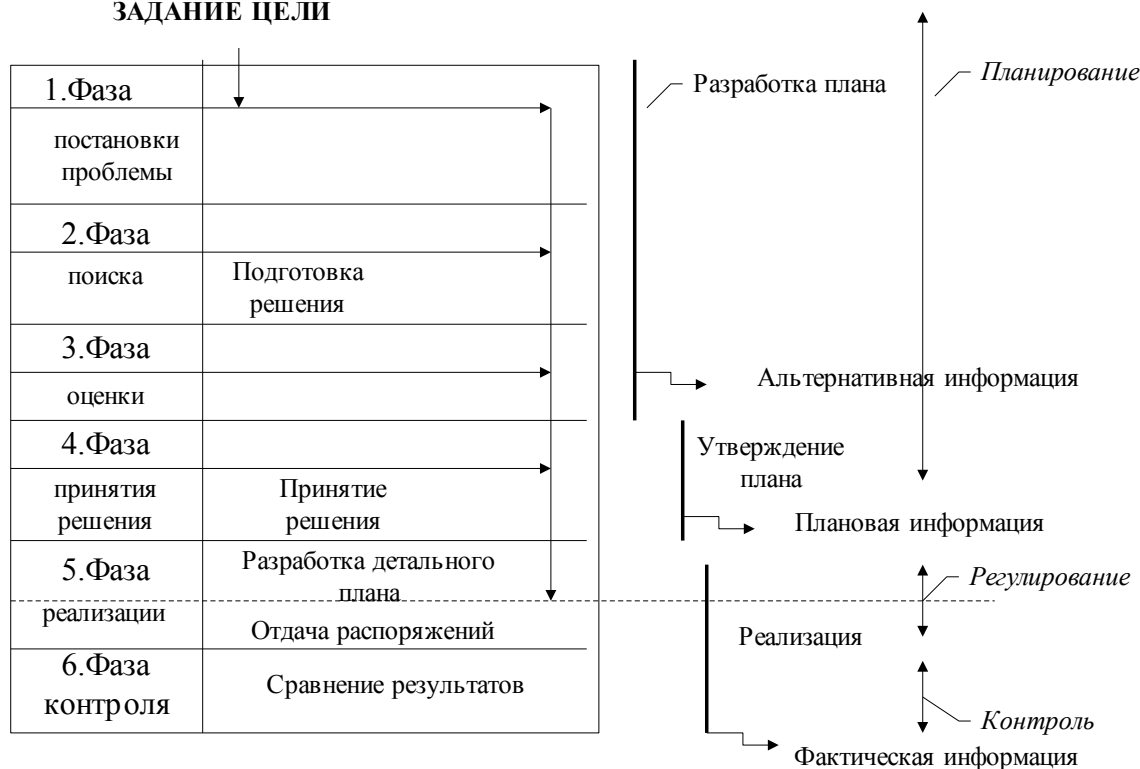 ЗАДАНИЕ ЦЕЛИ
1.Фаза
постановки
проблемы
2.Фаза
поиска
Подготовка
решения
3.Фаза
оценки
4.Фаза
принятия
решения
Принятие
решения
5.Фаза
реализации
Разработка детального
плана
Отдача распоряжений
6.Фаза
контроля
Сравнение результатов
Разработка плана
Планирование
Альтернативная информация
Утверждение
плана
Плановая информация
Регулирование
Реализация
Контроль
Фактическая информация